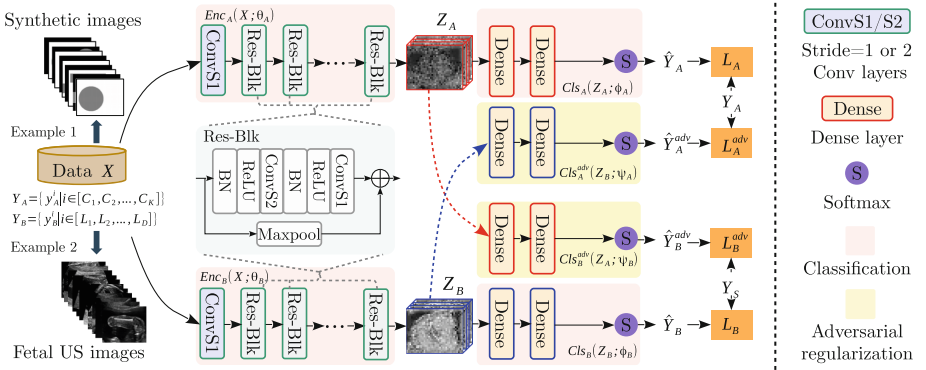 Synthetic images
Example 1
Data X
Y_A={ y^i_A|i∈[C_1,C_2,...,C_K]}
Y_B={ y^i_B|i∈[L_1,L_2,...,L_D]}
Example 2
Fetal US images
Enc_A(X;θ_A)
ConvS1
Res-Blk
Res-Blk
Res-Blk
Z_A
Res-Blk
BN
ReLU
ConvS2
BN
ReLU
ConvS1
Maxpool
Enc_B(X;θ_B)
ConvS1
Res-Blk
Res-Blk
Res-Blk
Z_B
Dense
Dense
S
Cls_A(Z_A;ϕ_A)
Ŷ_A
L_A
Y_A
Dense
Dense
S
Cls^adv_A(Z_B;ψ_A)
Ŷ^adv_A
L^adv_A
Dense
Dense
Cls^adv_B(Z_A;ψ_B)
S
Ŷ^adv_B
L^adv_B
Y_S
Dense
Dense
S
Cls_B(Z_B;ϕ_B)
Ŷ_B
L_B
ConvS1/S2
Stride=1 or 2
Conv layers
Dense
Dense layer
S
Softmax
Classification
Adversarial
regularization